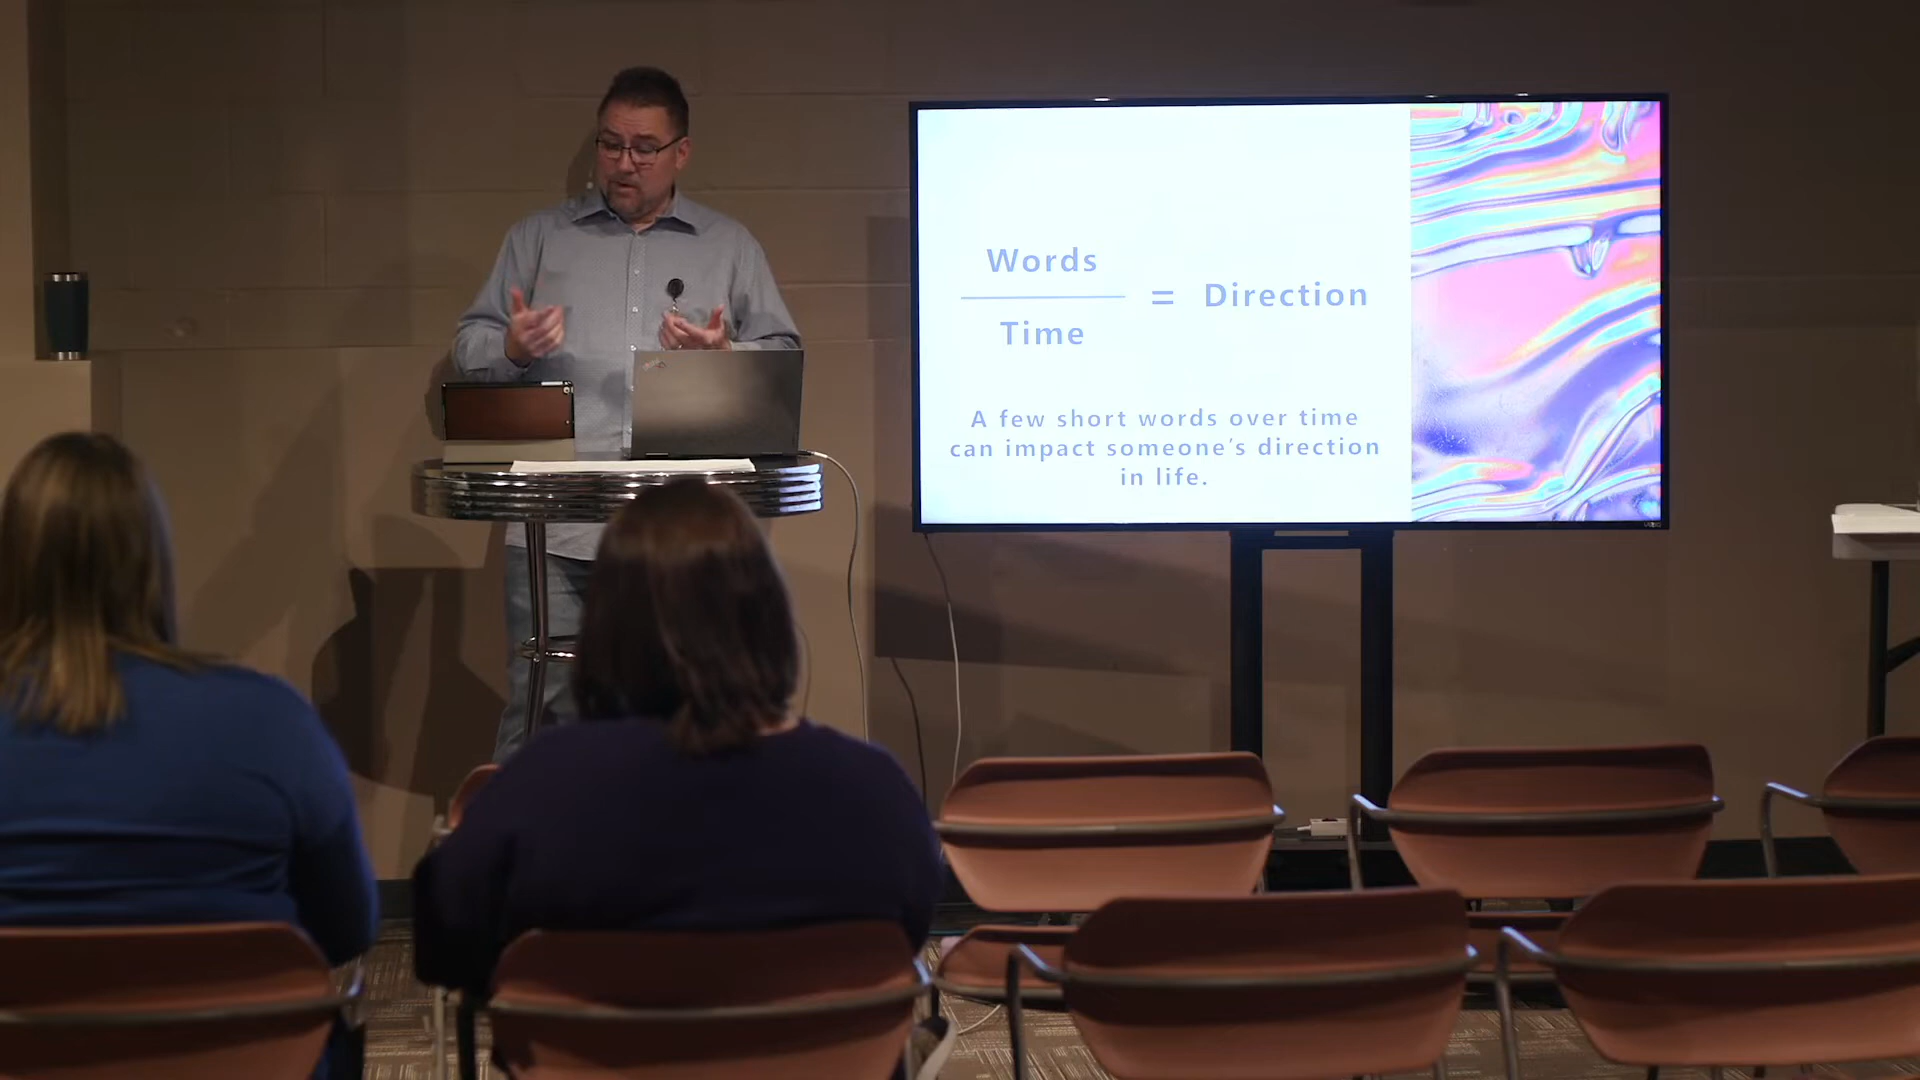 Words
Time
= Direction
A few short words over time
can impact someone's direction
in life.